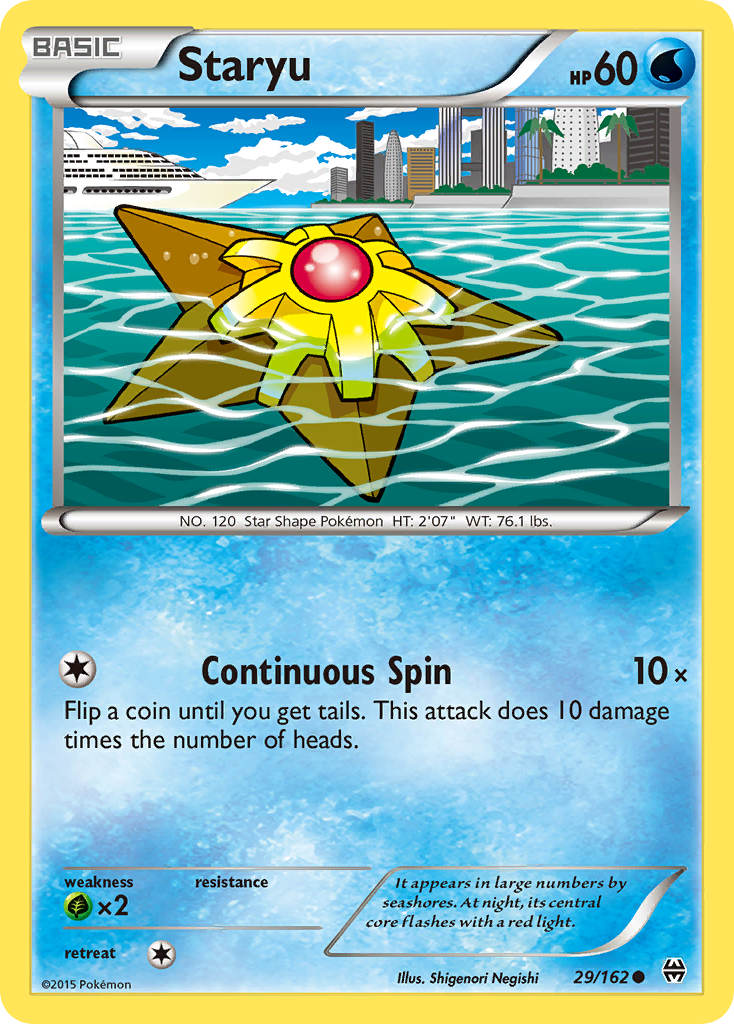 BASIC
Staryu
HP60
NO. 120 Star Shape Pokémon HT: 2'07" WT: 76.1 lbs.
Continuous Spin 10×
Flip a coin until you get tails. This attack does 10 damage
times the number of heads.
weakness resistance
×2
retreat
It appears in large numbers by
seashores. At night, its central
core flashes with a red light.
©2015 Pokémon
Illus. Shigenori Negishi
29/162